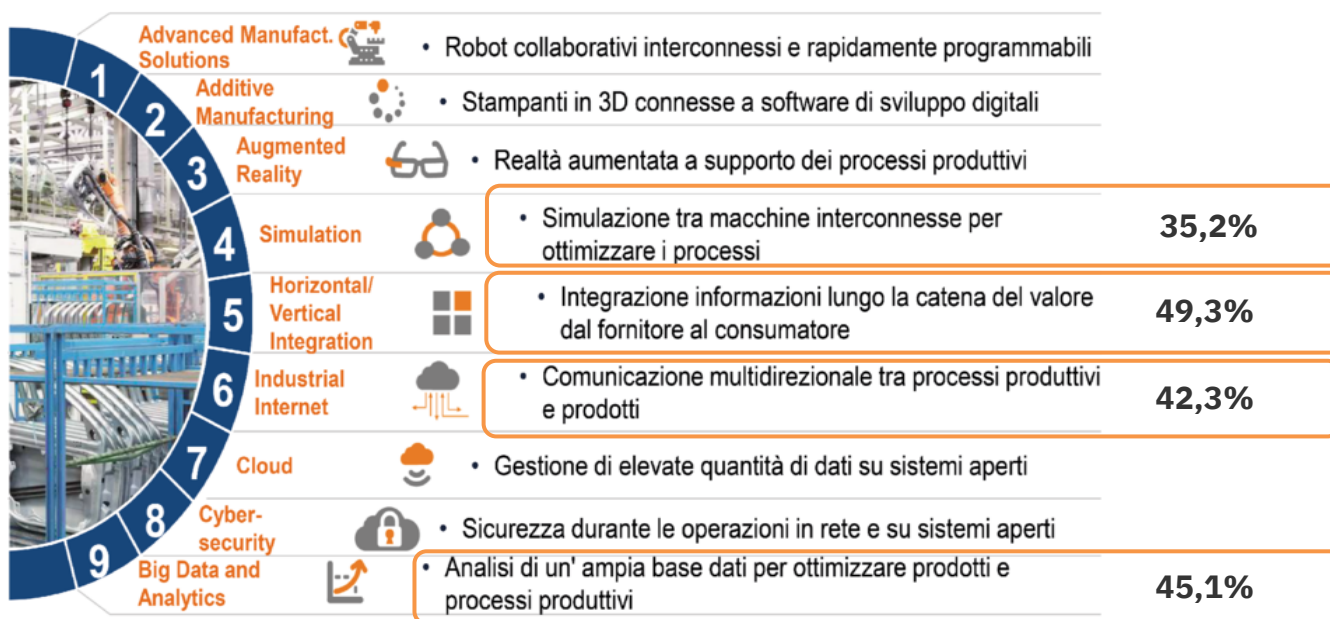 1
Advanced Manufact.
Solutions
• Robot collaborativi interconnessi e rapidamente programmabili
2
Additive
Manufacturing
• Stampanti in 3D connesse a software di sviluppo digitali
3
Augmented
Reality
• Realtà aumentata a supporto dei processi produttivi
4
Simulation
• Simulazione tra macchine interconnesse per
ottimizzare i processi
35,2%
5
Horizontal/
Vertical
Integration
• Integrazione informazioni lungo la catena del valore
dal fornitore al consumatore
49,3%
6
Industrial
Internet
• Comunicazione multidirezionale tra processi produttivi
e prodotti
42,3%
7
Cloud
• Gestione di elevate quantità di dati su sistemi aperti
8
Cyber-
security
• Sicurezza durante le operazioni in rete e su sistemi aperti
9
Big Data and
Analytics
• Analisi di un' ampia base dati per ottimizzare prodotti e
processi produttivi
45,1%